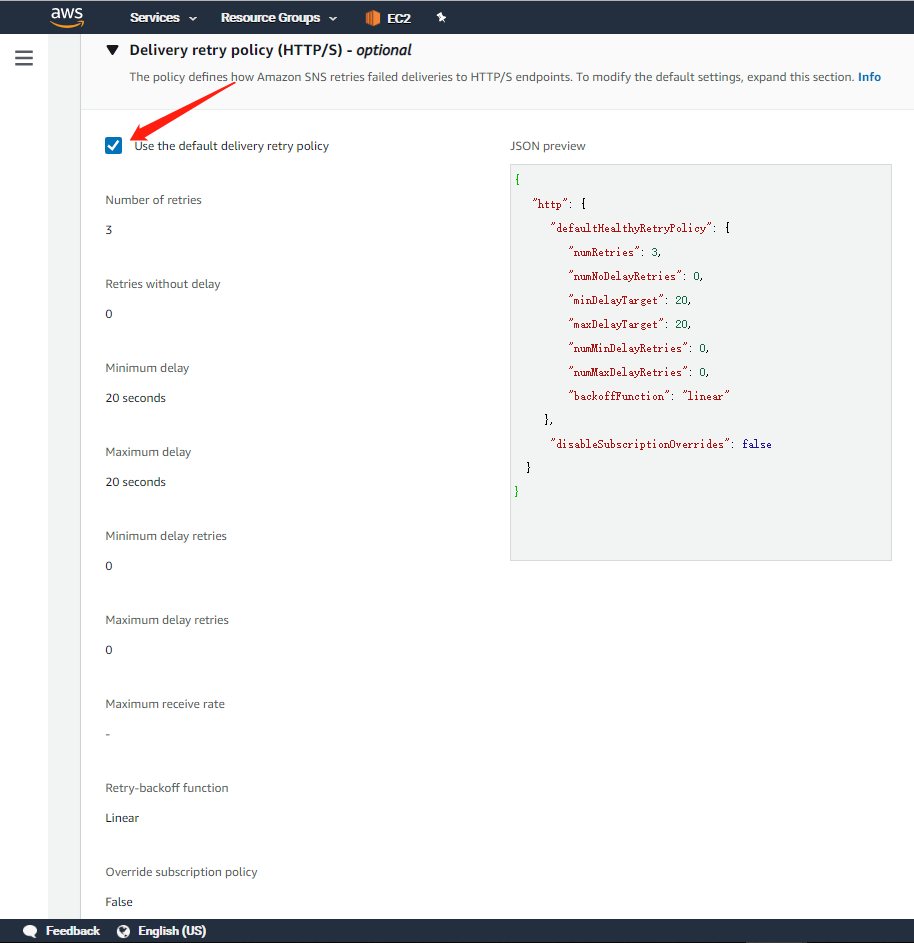 aws Services Resource Groups EC2
Delivery retry policy (HTTP/S) - optional
The policy defines how Amazon SNS retries failed deliveries to HTTP/S endpoints. To modify the default settings, expand this section. Info
Use the default delivery retry policy
Number of retries
3
Retries without delay
0
Minimum delay
20 seconds
Maximum delay
20 seconds
Minimum delay retries
0
Maximum delay retries
0
Maximum receive rate
-
Retry-backoff function
Linear
Override subscription policy
False
JSON preview
{
"http": {
"defaultHealthyRetryPolicy": {
"numRetries": 3,
"numNoDelayRetries": 0,
"minDelayTarget": 20,
"maxDelayTarget": 20,
"numMinDelayRetries": 0,
"numMaxDelayRetries": 0,
"backoffFunction": "linear"
},
"disableSubscriptionOverrides": false
}
}
Feedback English (US)